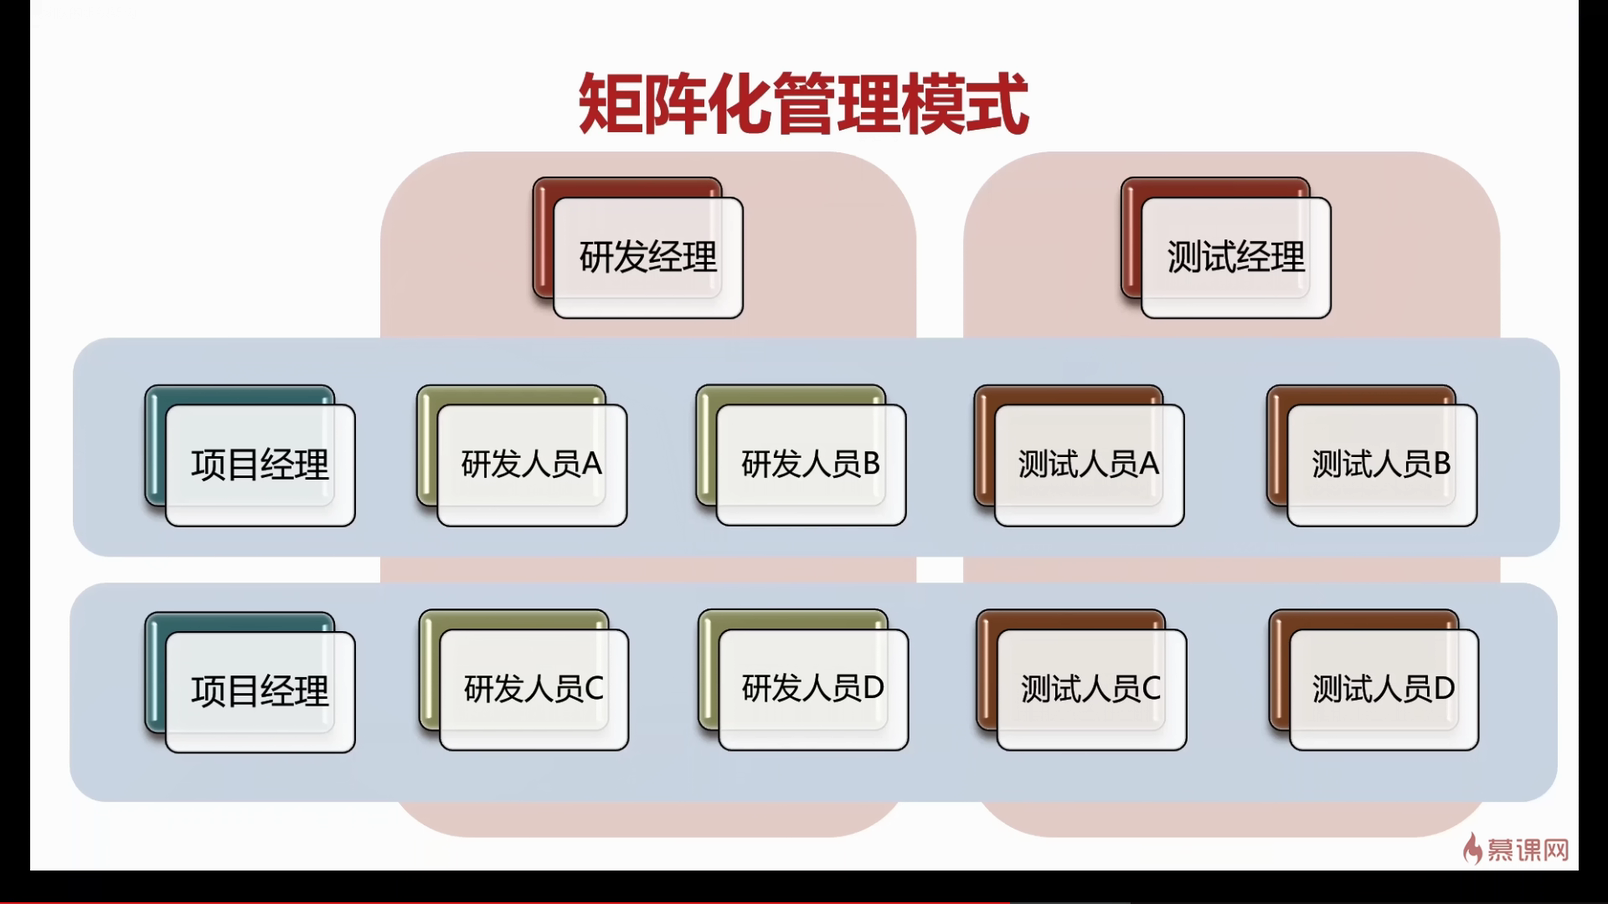 矩阵化管理模式
研发经理
测试经理
项目经理
研发人员A
研发人员B
测试人员A
测试人员B
项目经理
研发人员C
研发人员D
测试人员C
测试人员D
慕课网